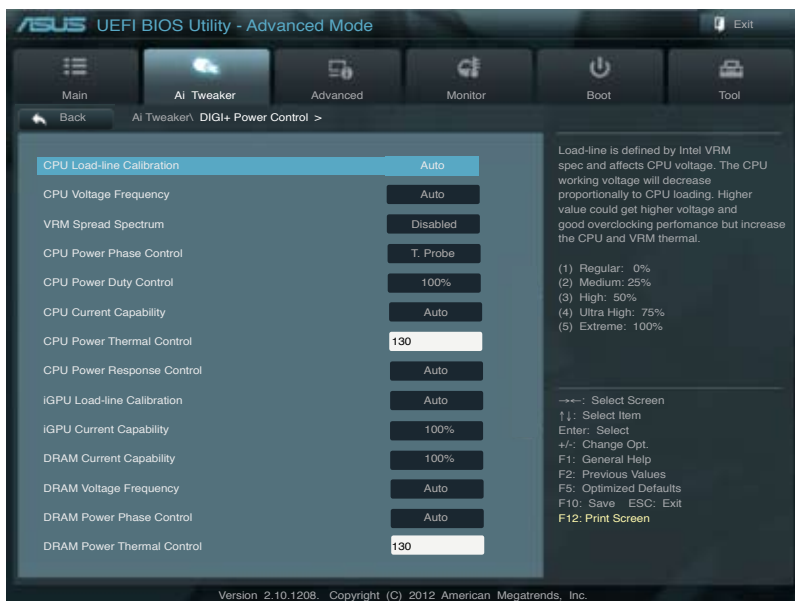 ASUS UEFI BIOS Utility - Advanced Mode
Exit
Main
Ai Tweaker
Advanced
Monitor
Boot
Tool
Back
Ai Tweaker\ DIGI+ Power Control >
CPU Load-line Calibration Auto
CPU Voltage Frequency Auto
VRM Spread Spectrum Disabled
CPU Power Phase Control T. Probe
CPU Power Duty Control 100%
CPU Current Capability Auto
CPU Power Thermal Control 130
CPU Power Response Control Auto
iGPU Load-line Calibration Auto
iGPU Current Capability 100%
DRAM Current Capability 100%
DRAM Voltage Frequency Auto
DRAM Power Phase Control Auto
DRAM Power Thermal Control 130
Load-line is defined by Intel VRM
spec and affects CPU voltage. The CPU
working voltage will decrease
proportionally to CPU loading. Higher
value could get higher voltage and
good overclocking perfomance but increase
the CPU and VRM thermal.
(1) Regular: 0%
(2) Medium: 25%
(3) High: 50%
(4) Ultra High: 75%
(5) Extreme: 100%
→←: Select Screen
↑↓: Select Item
Enter: Select
+/-: Change Opt.
F1: General Help
F2: Previous Values
F5: Optimized Defaults
F10: Save ESC: Exit
F12: Print Screen
Version 2.10.1208. Copyright (C) 2012 American Megatrends, Inc.